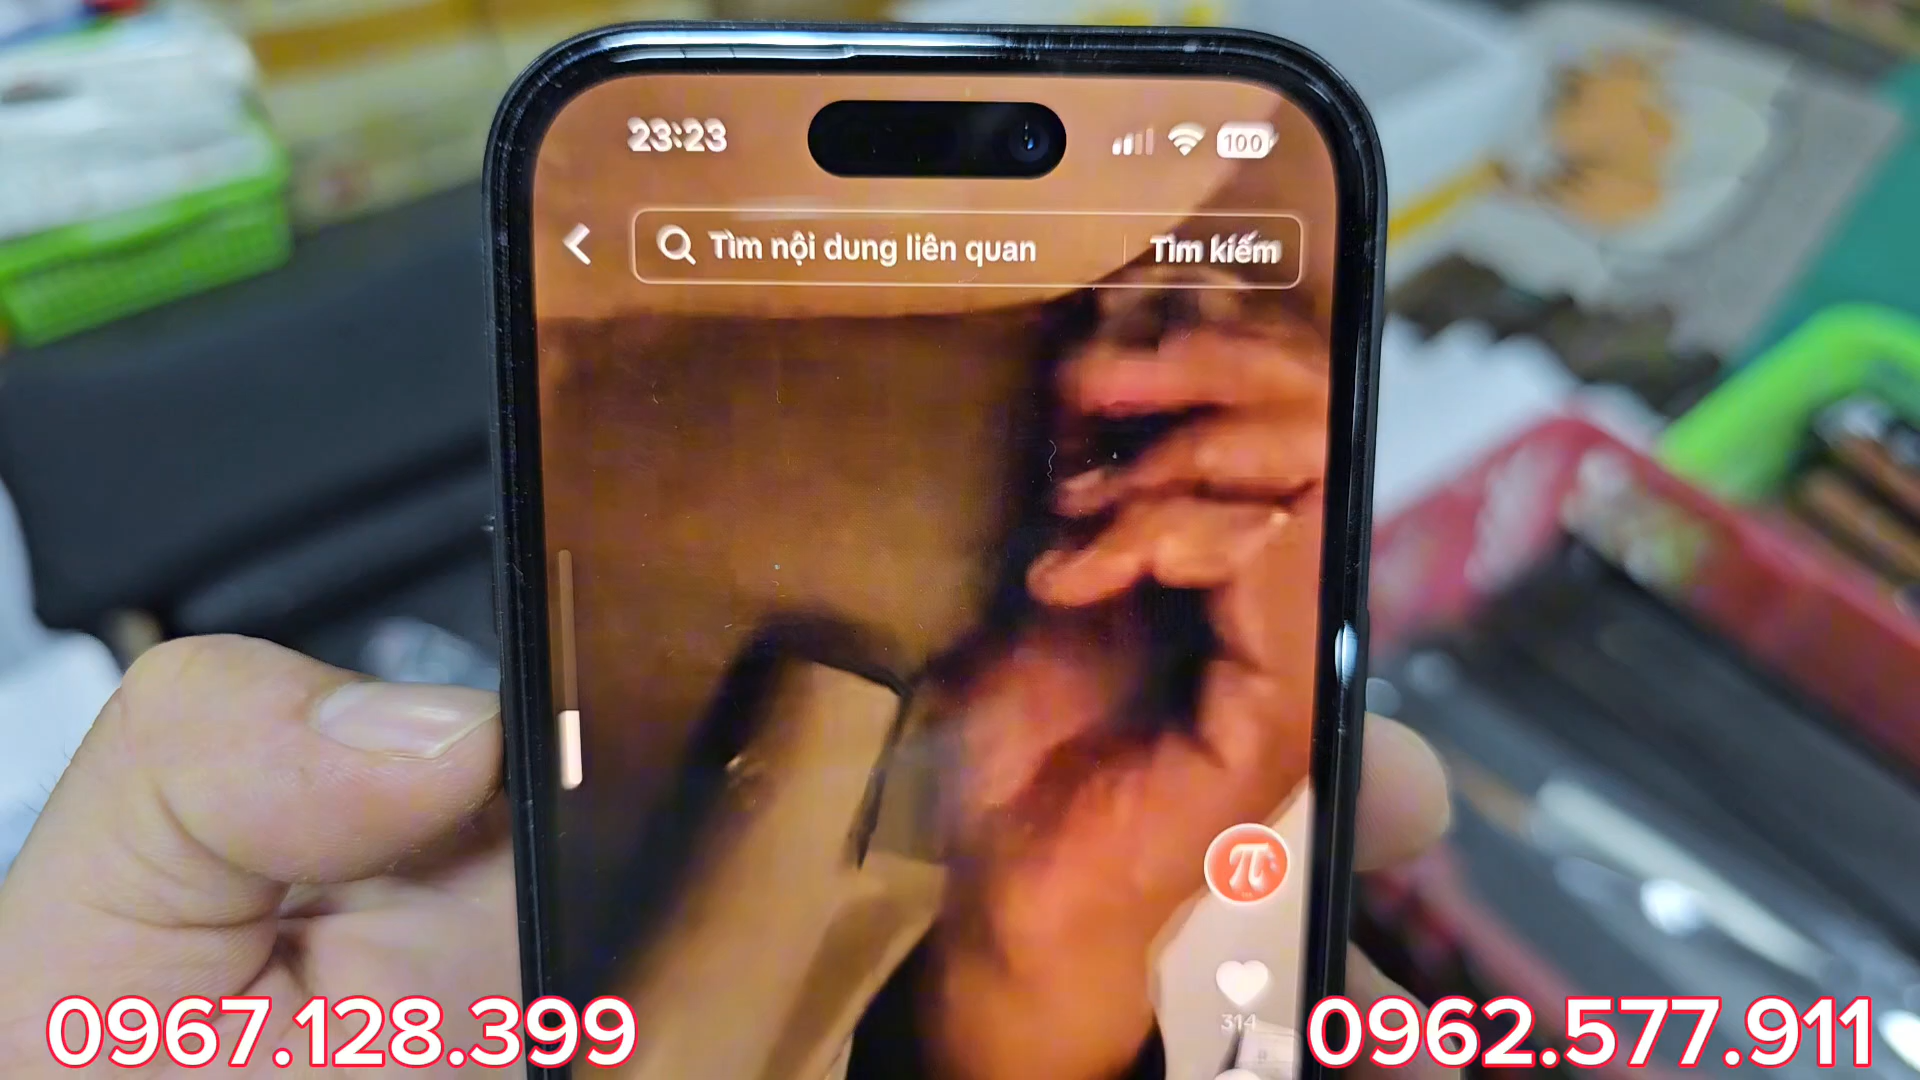 23:23
100
Tìm nội dung liên quan
Tìm kiếm
π
314
0967.128.399
0962.577.911